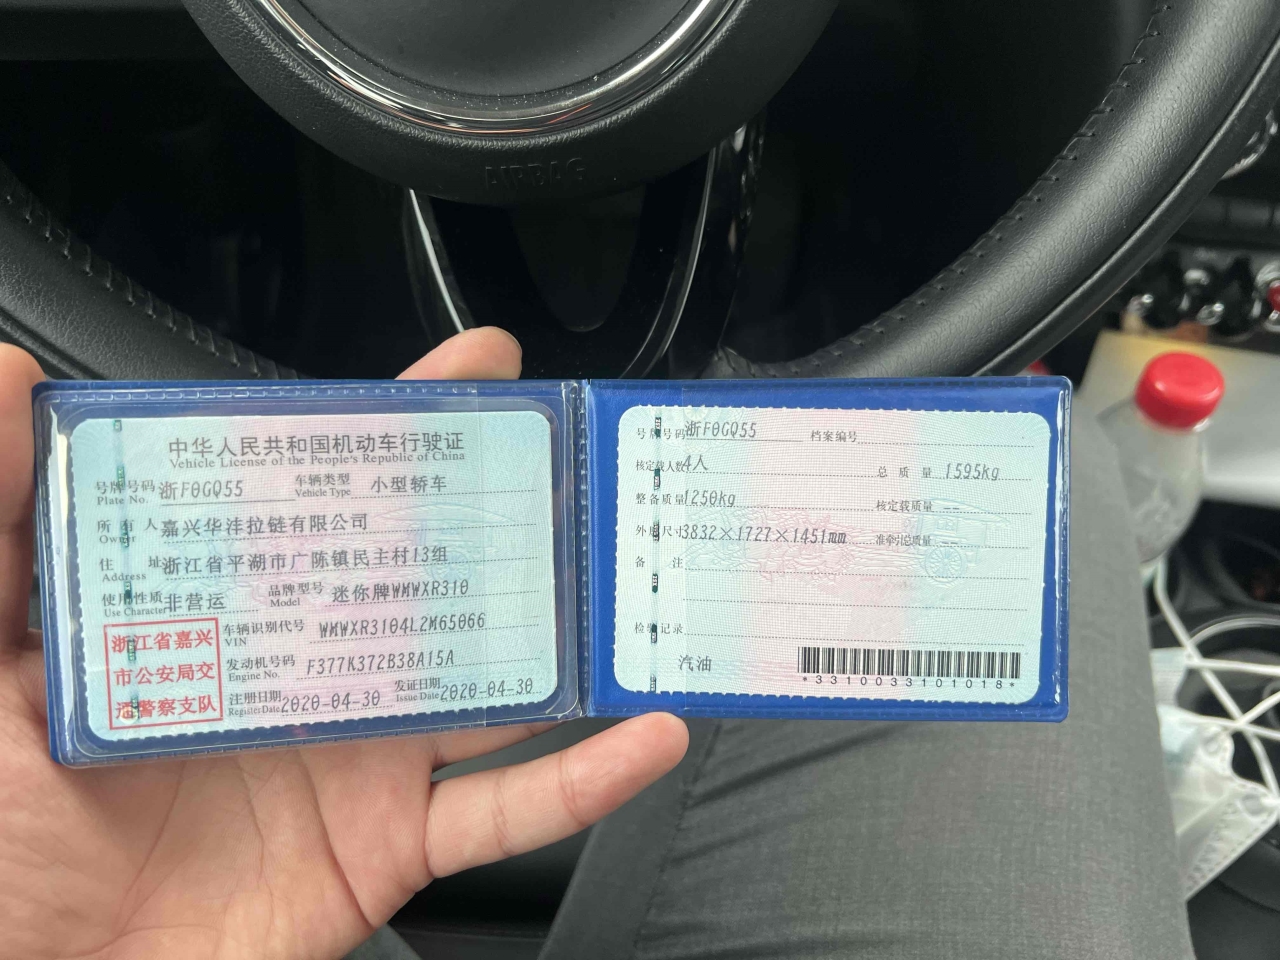 AIRBAG
中华人民共和国机动车行驶证
Vehicle License of the People's Republic of China
号牌号码 浙F0GQ55 车辆类型 小型轿车
Plate No. Vehicle Type
所有人 嘉兴华沣拉链有限公司
Owner
住址 浙江省平湖市广陈镇民主村13组
Address
使用性质 非营运 品牌型号 迷你牌WMWXR310
Use Character Model
浙江省嘉兴
市公安局交
通警察支队
车辆识别代号 WMWXR3104L2M65066
VIN
发动机号码 F377K372B38A15A
Engine No.
注册日期 2020-04-30 发证日期 2020-04-30
Register Date Issue Date
号牌号码 浙F0GQ55 档案编号
核定载人数 4人 总质量 1595kg
整备质量 1250kg 核定载质量 --
外廓尺寸 3832×1727×1451mm 准牵引总质量 --
备注
检验记录
汽油
*3310033101018*